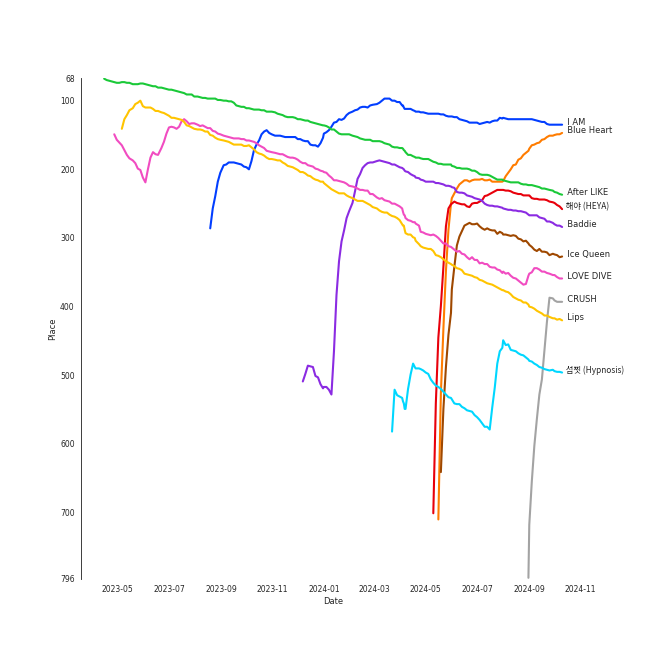 68
100
200
300
400
500
600
700
796
Place
2023-05
2023-07
2023-09
2023-11
2024-01
2024-03
2024-05
2024-07
2024-09
2024-11
Date
I AM
Blue Heart
After LIKE
해야 (HEYA)
Baddie
Ice Queen
LOVE DIVE
CRUSH
Lips
섬찟 (Hypnosis)